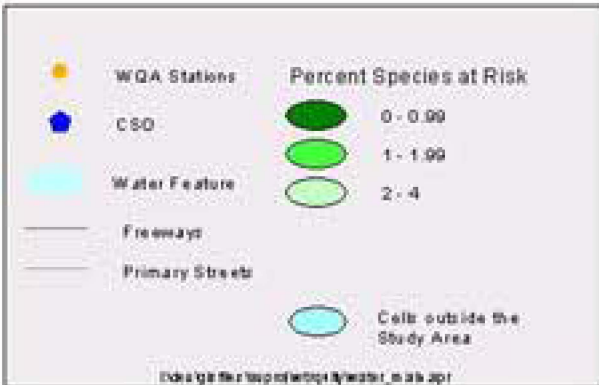 WQA Stations
Percent Species at Risk
CSO
0 - 0.99
1 - 1.99
Water Feature
2 - 4
Freeways
Primary Streets
Cells outside the
Study Area